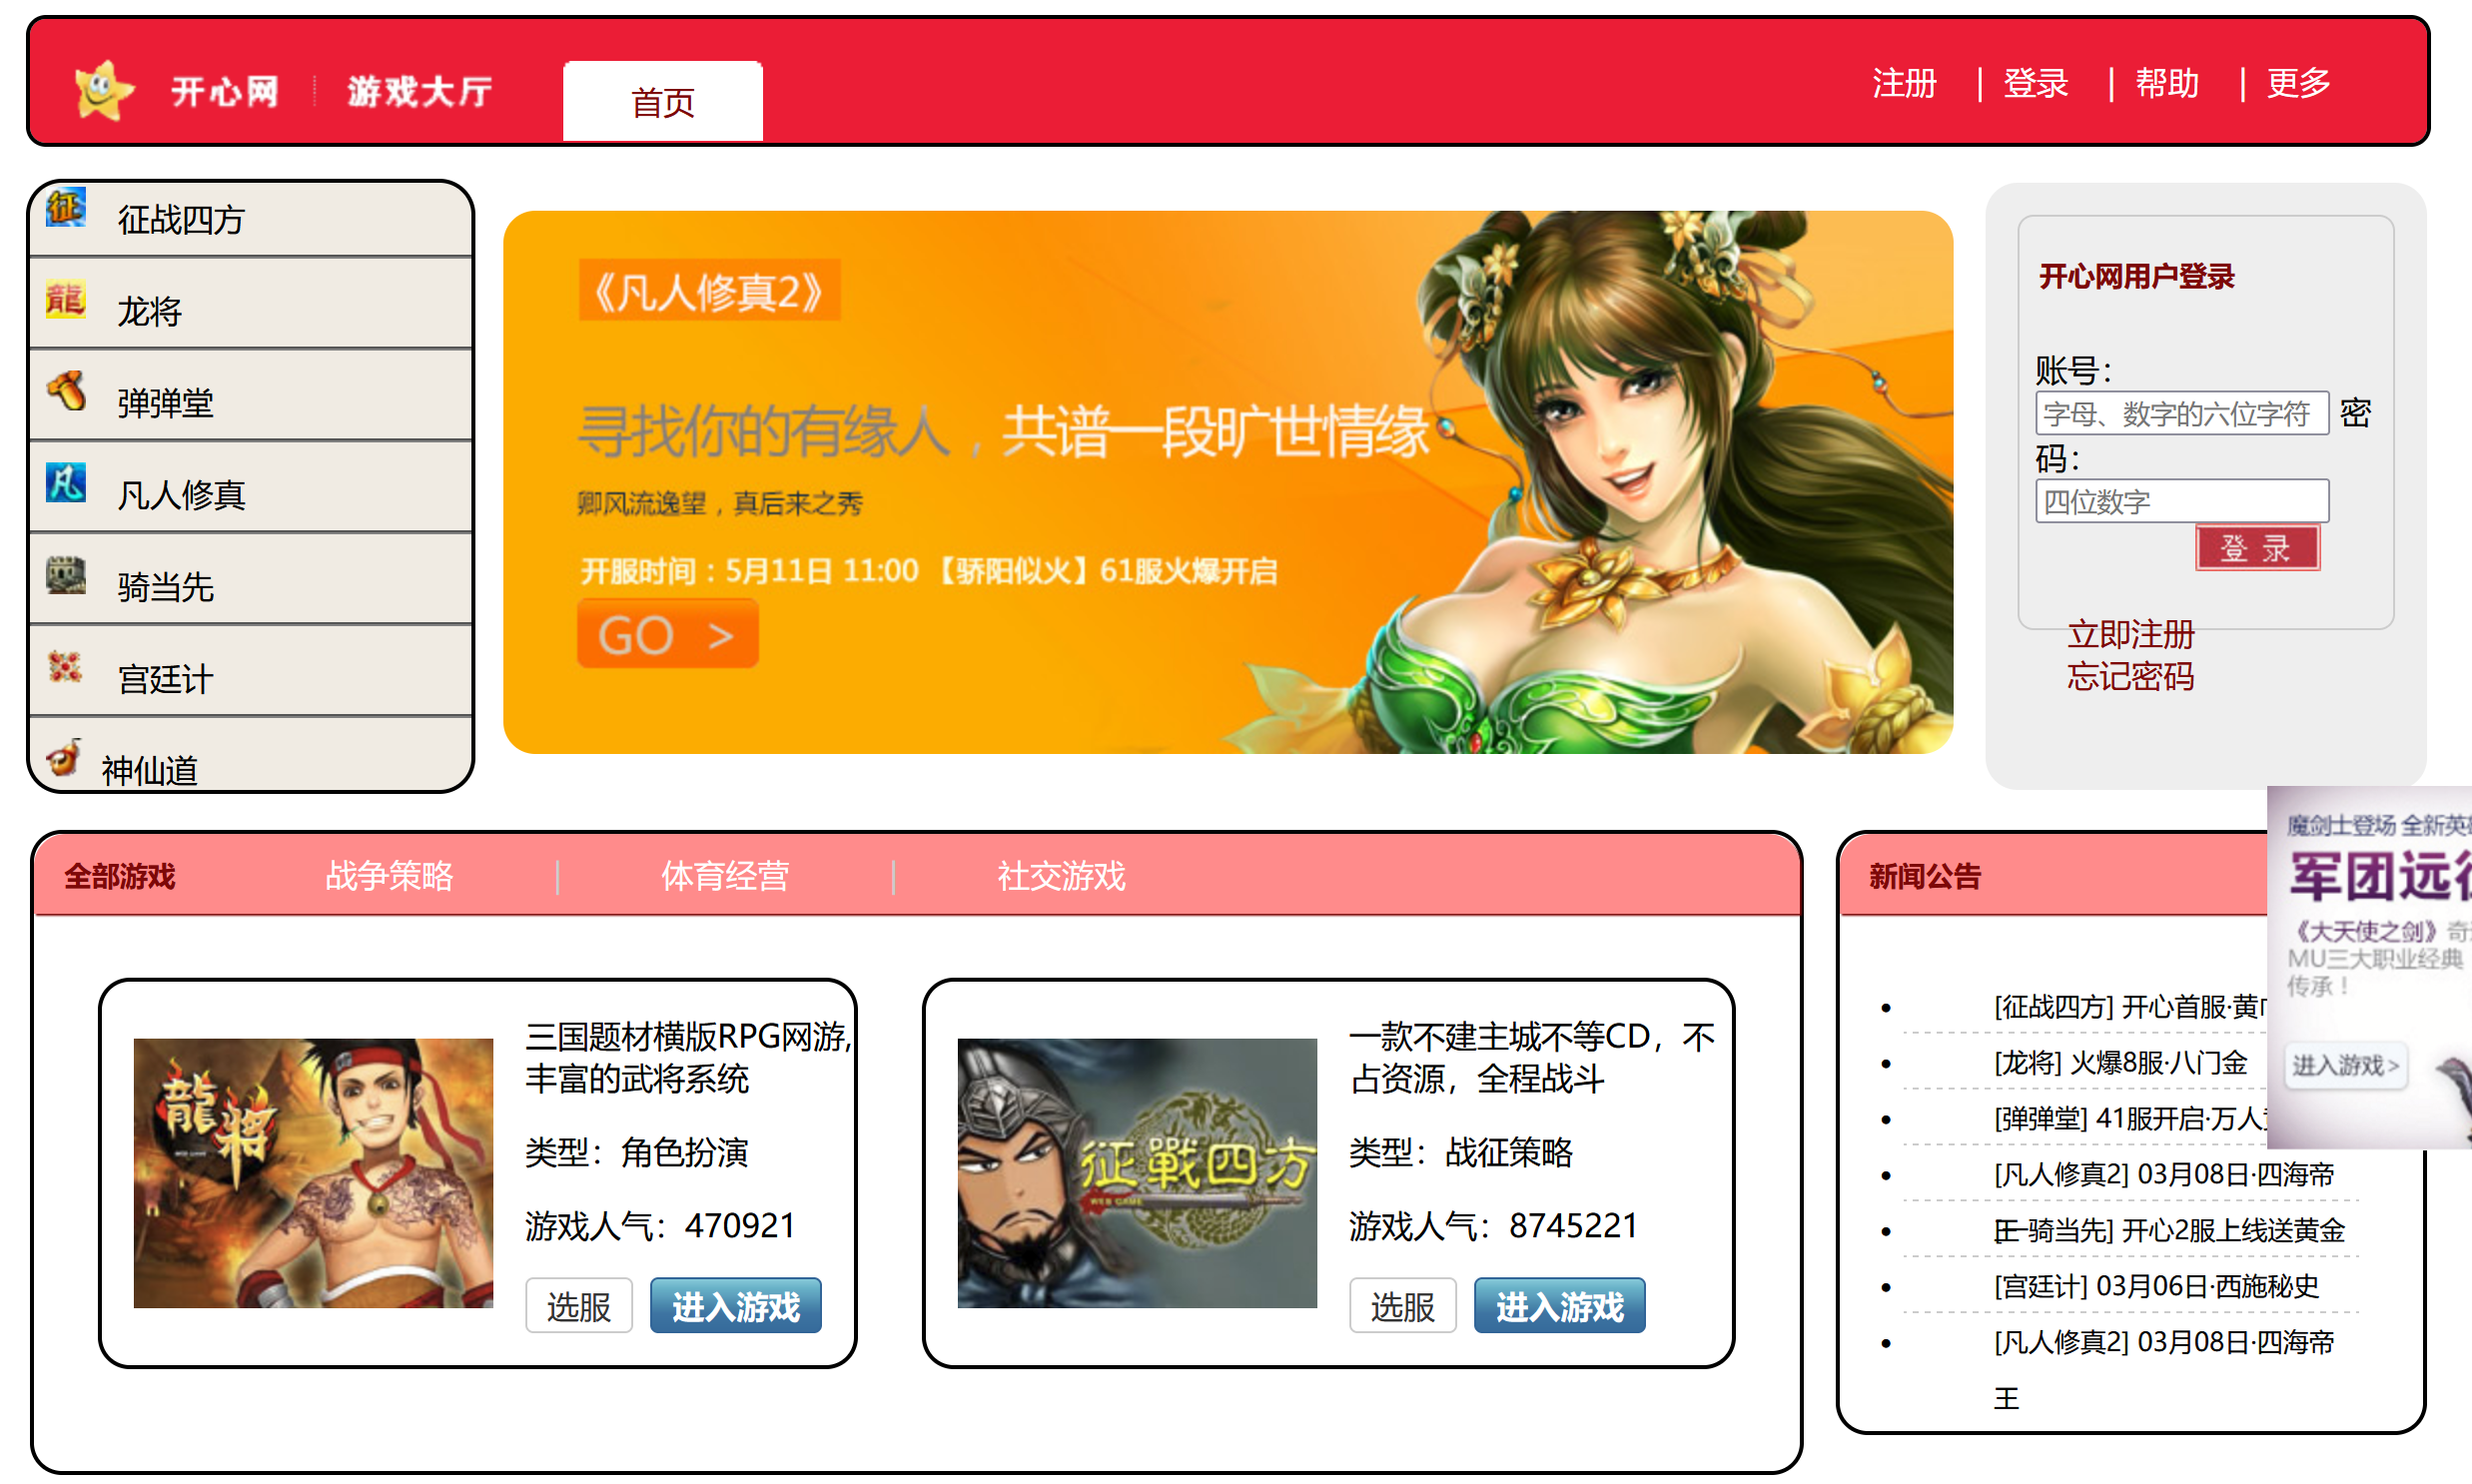 开心网 游戏大厅 首页 注册 | 登录 | 帮助 | 更多
征战四方
龙将
弹弹堂
凡人修真
骑当先
宫廷计
神仙道
《凡人修真2》
寻找你的有缘人，共谱一段旷世情缘
卿风流逸望，真后来之秀
开服时间：5月11日 11:00 【骄阳似火】61服火爆开启
GO >
开心网用户登录
账号：
字母、数字的六位字符 密
码：
四位数字
登 录
立即注册
忘记密码
全部游戏 战争策略 | 体育经营 | 社交游戏
龍将
三国题材横版RPG网游,
丰富的武将系统
类型：角色扮演
游戏人气：470921
选服 进入游戏
征戰四方
WEB GAME
一款不建主城不等CD，不
占资源，全程战斗
类型：战征策略
游戏人气：8745221
选服 进入游戏
新闻公告
[征战四方] 开心首服·黄
[龙将] 火爆8服·八门金
[弹弹堂] 41服开启·万人
[凡人修真2] 03月08日·四海帝
王
[一骑当先] 开心2服上线送黄金
[宫廷计] 03月06日·西施秘史
[凡人修真2] 03月08日·四海帝
王
魔剑士登场 全新英
军团远
《大天使之剑》奇
MU三大职业经典
传承！
进入游戏>